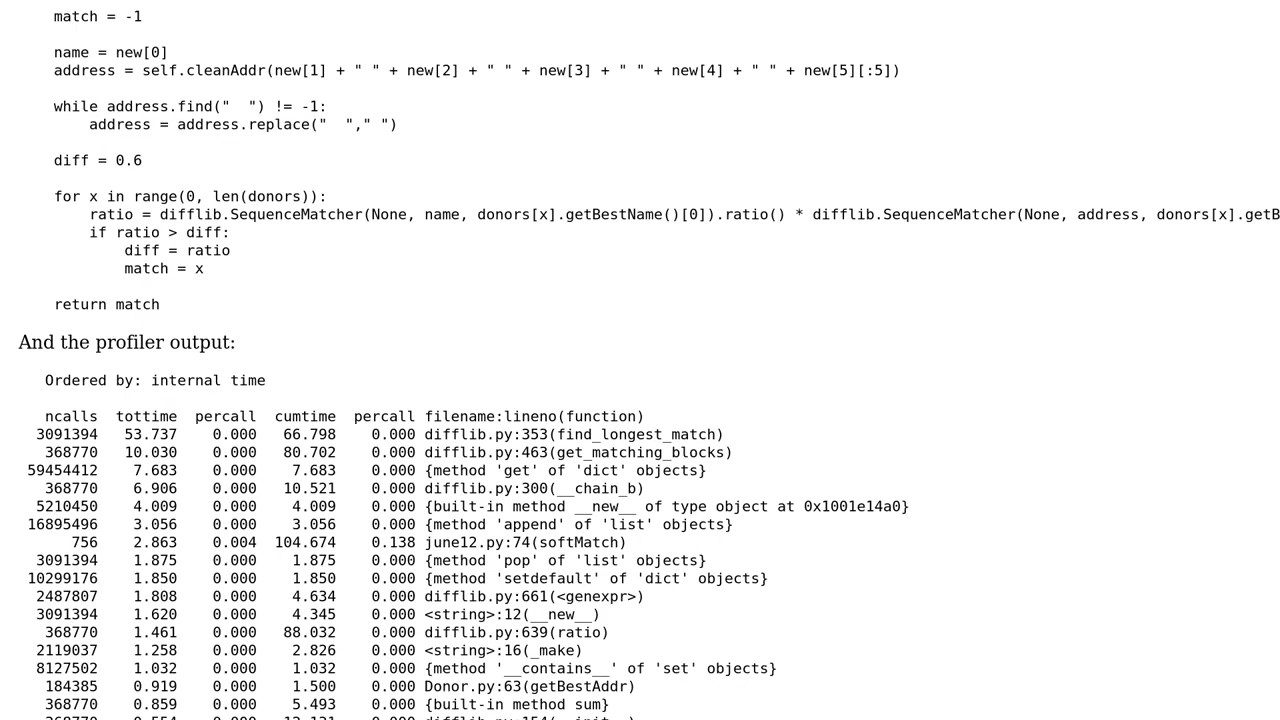 match = -1
name = new[0]
address = self.cleanAddr(new[1] + " " + new[2] + " " + new[3] + " " + new[4] + " " + new[5][:5])
while address.find("  ") != -1:
address = address.replace("  "," ")
diff = 0.6
for x in range(0, len(donors)):
ratio = difflib.SequenceMatcher(None, name, donors[x].getBestName()[0]).ratio() * difflib.SequenceMatcher(None, address, donors[x].getB
if ratio > diff:
diff = ratio
match = x
return match
And the profiler output:
Ordered by: internal time
ncalls tottime percall cumtime percall filename:lineno(function)
3091394 53.737 0.000 66.798 0.000 difflib.py:353(find_longest_match)
368770 10.030 0.000 80.702 0.000 difflib.py:463(get_matching_blocks)
59454412 7.683 0.000 7.683 0.000 {method 'get' of 'dict' objects}
368770 6.906 0.000 10.521 0.000 difflib.py:300(__chain_b)
5210450 4.009 0.000 4.009 0.000 {built-in method __new__ of type object at 0x1001e14a0}
16895496 3.056 0.000 3.056 0.000 {method 'append' of 'list' objects}
756 2.863 0.004 104.674 0.138 june12.py:74(softMatch)
3091394 1.875 0.000 1.875 0.000 {method 'pop' of 'list' objects}
10299176 1.850 0.000 1.850 0.000 {method 'setdefault' of 'dict' objects}
2487807 1.808 0.000 4.634 0.000 difflib.py:661(<genexpr>)
3091394 1.620 0.000 4.345 0.000 <string>:12(__new__)
368770 1.461 0.000 88.032 0.000 difflib.py:639(ratio)
2119037 1.258 0.000 2.826 0.000 <string>:16(_make)
8127502 1.032 0.000 1.032 0.000 {method '__contains__' of 'set' objects}
184385 0.919 0.000 1.500 0.000 Donor.py:63(getBestAddr)
368770 0.859 0.000 5.493 0.000 {built-in method sum}
368770 0.554 0.000 12.121 0.000 difflib.py:154(__init__)